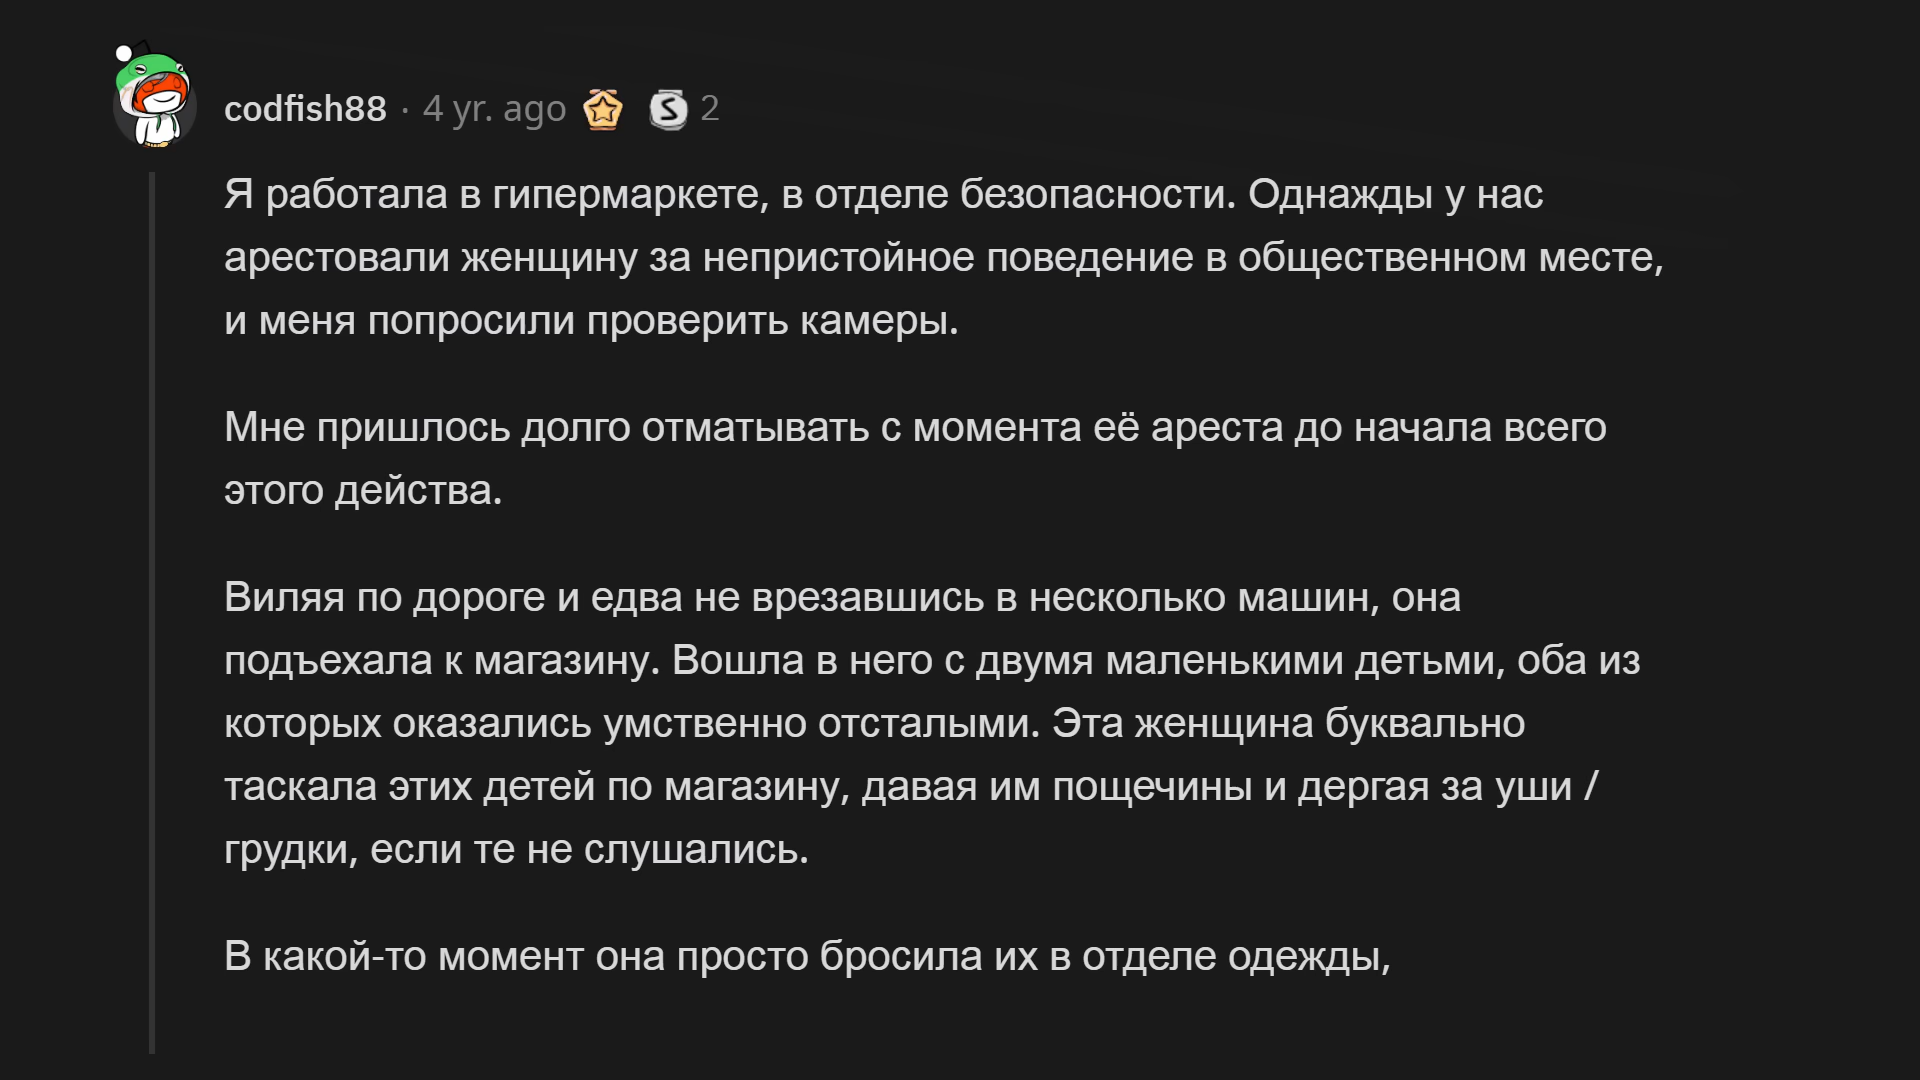 codfish88 · 4 yr. ago S 2
Я работала в гипермаркете, в отделе безопасности. Однажды у нас
арестовали женщину за непристойное поведение в общественном месте,
и меня попросили проверить камеры.
Мне пришлось долго отматывать с момента её ареста до начала всего
этого действа.
Виляя по дороге и едва не врезавшись в несколько машин, она
подъехала к магазину. Вошла в него с двумя маленькими детьми, оба из
которых оказались умственно отсталыми. Эта женщина буквально
таскала этих детей по магазину, давая им пощечины и дергая за уши /
грудки, если те не слушались.
В какой-то момент она просто бросила их в отделе одежды,